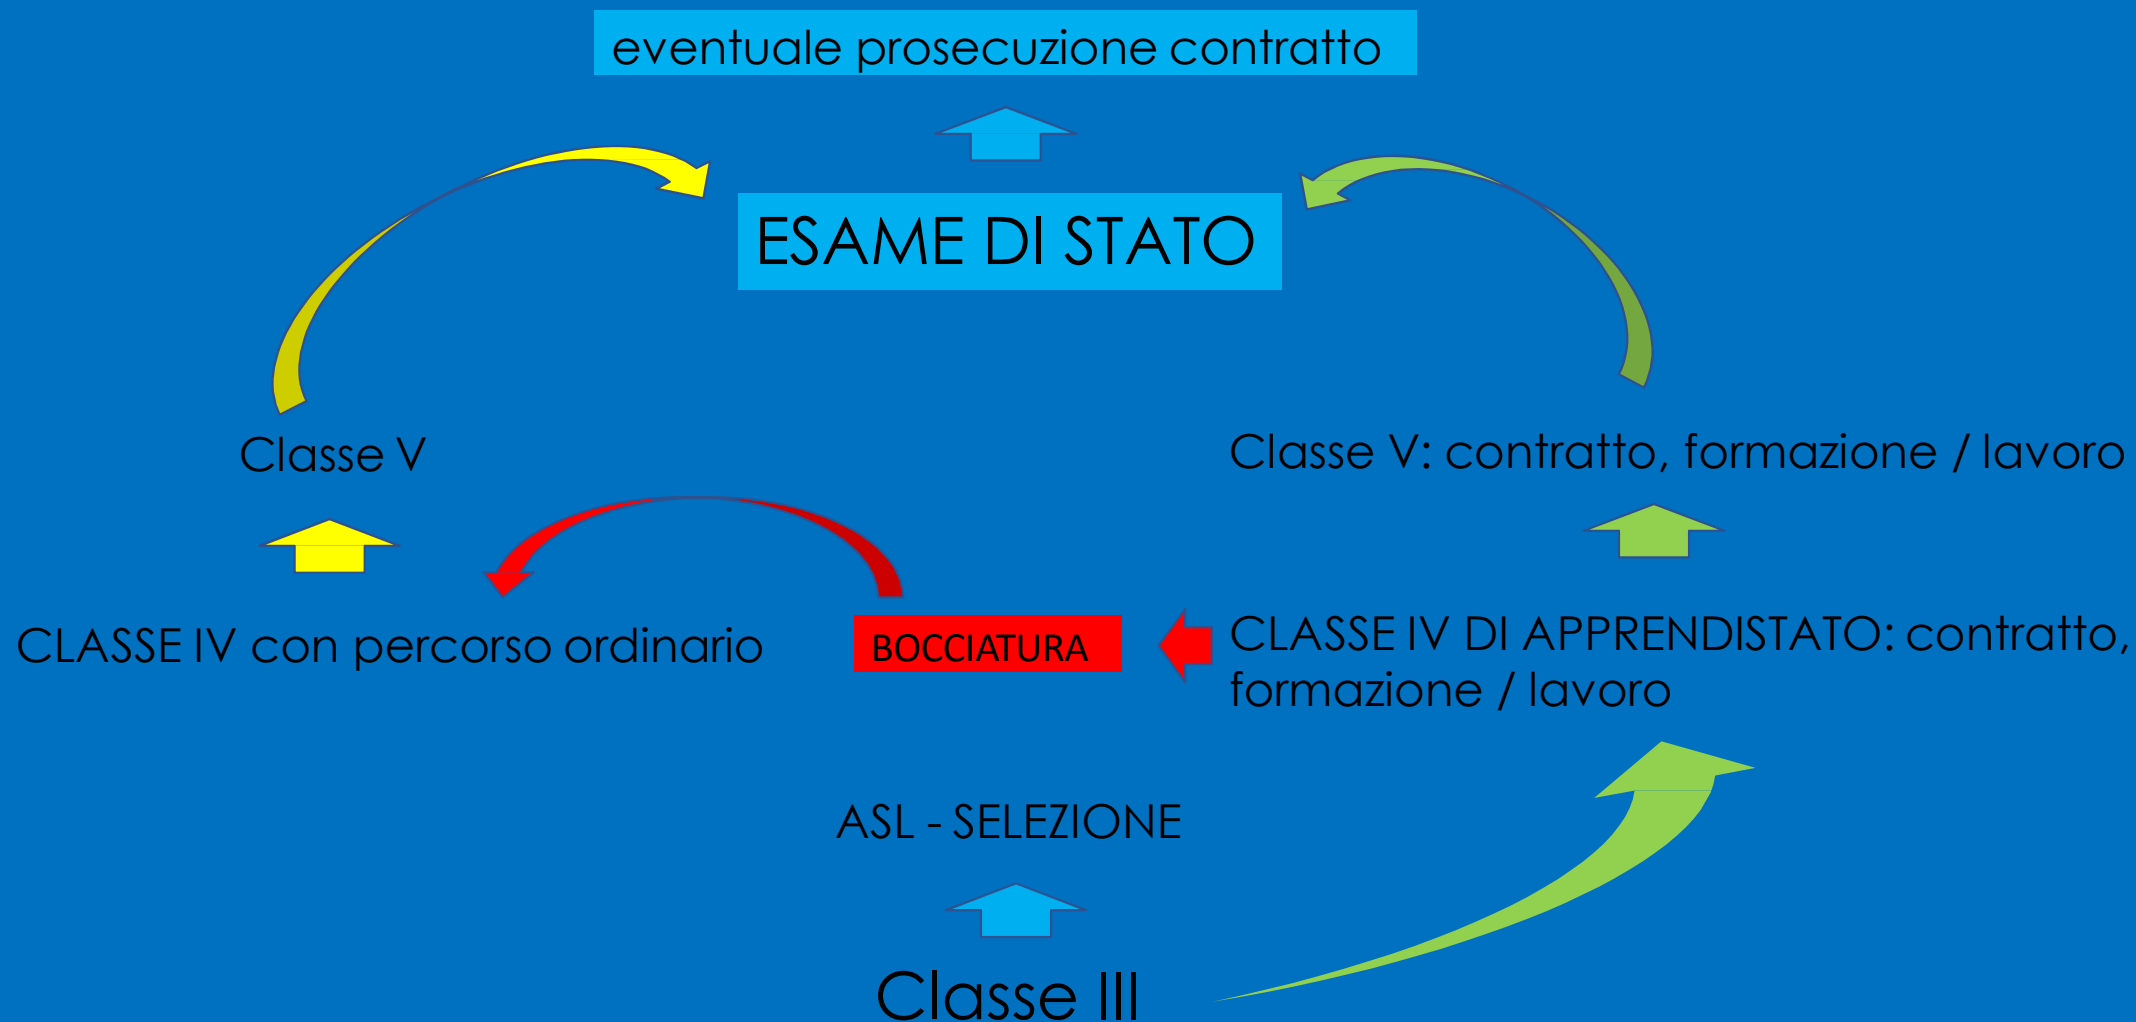 eventuale prosecuzione contratto
ESAME DI STATO
Classe V
Classe V: contratto, formazione / lavoro
CLASSE IV con percorso ordinario
BOCCIATURA
CLASSE IV DI APPRENDISTATO: contratto,
formazione / lavoro
ASL - SELEZIONE
Classe III